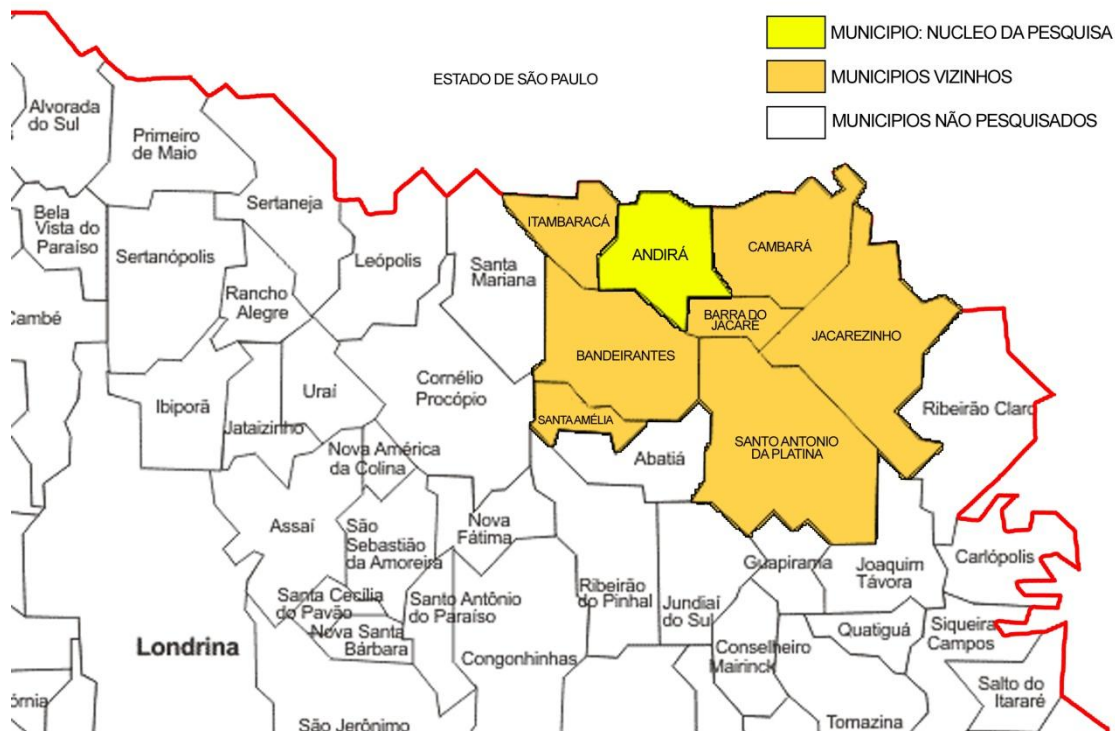 MUNICIPIO: NUCLEO DA PESQUISA
MUNICIPIOS VIZINHOS
MUNICIPIOS NÃO PESQUISADOS
ESTADO DE SÃO PAULO
Alvorada
do Sul
Primeiro
de Maio
Bela
Vista do
Paraíso
Sertanópolis
Sertaneja
Rancho
Alegre
Leópolis
Santa
Mariana
ITAMBARACÁ
ANDIRÁ
CAMBARÁ
BARRA DO
JACARÉ
JACAREZINHO
BANDEIRANTES
Cambé
Ibiporã
Jataizinho
Uraí
Cornélio
Procópio
SANTA AMÉLIA
Abatiá
SANTO ANTONIO
DA PLATINA
Ribeirão Claro
Nova América
da Colina
Assaí
São
Sebastião
da Amoreira
Nova
Fátima
Santa Cecília
do Pavão
Nova Santa
Bárbara
Santo Antônio
do Paraíso
Ribeirão
do Pinhal
Jundiaí
do Sul
Guapirama
Joaquim
Távora
Carlópolis
Londrina
Congonhinhas
Conselheiro
Mairinck
Quatiguá
Siqueira
Campos
Salto do
Itararé
órnia
São Jerônimo
Tomazina